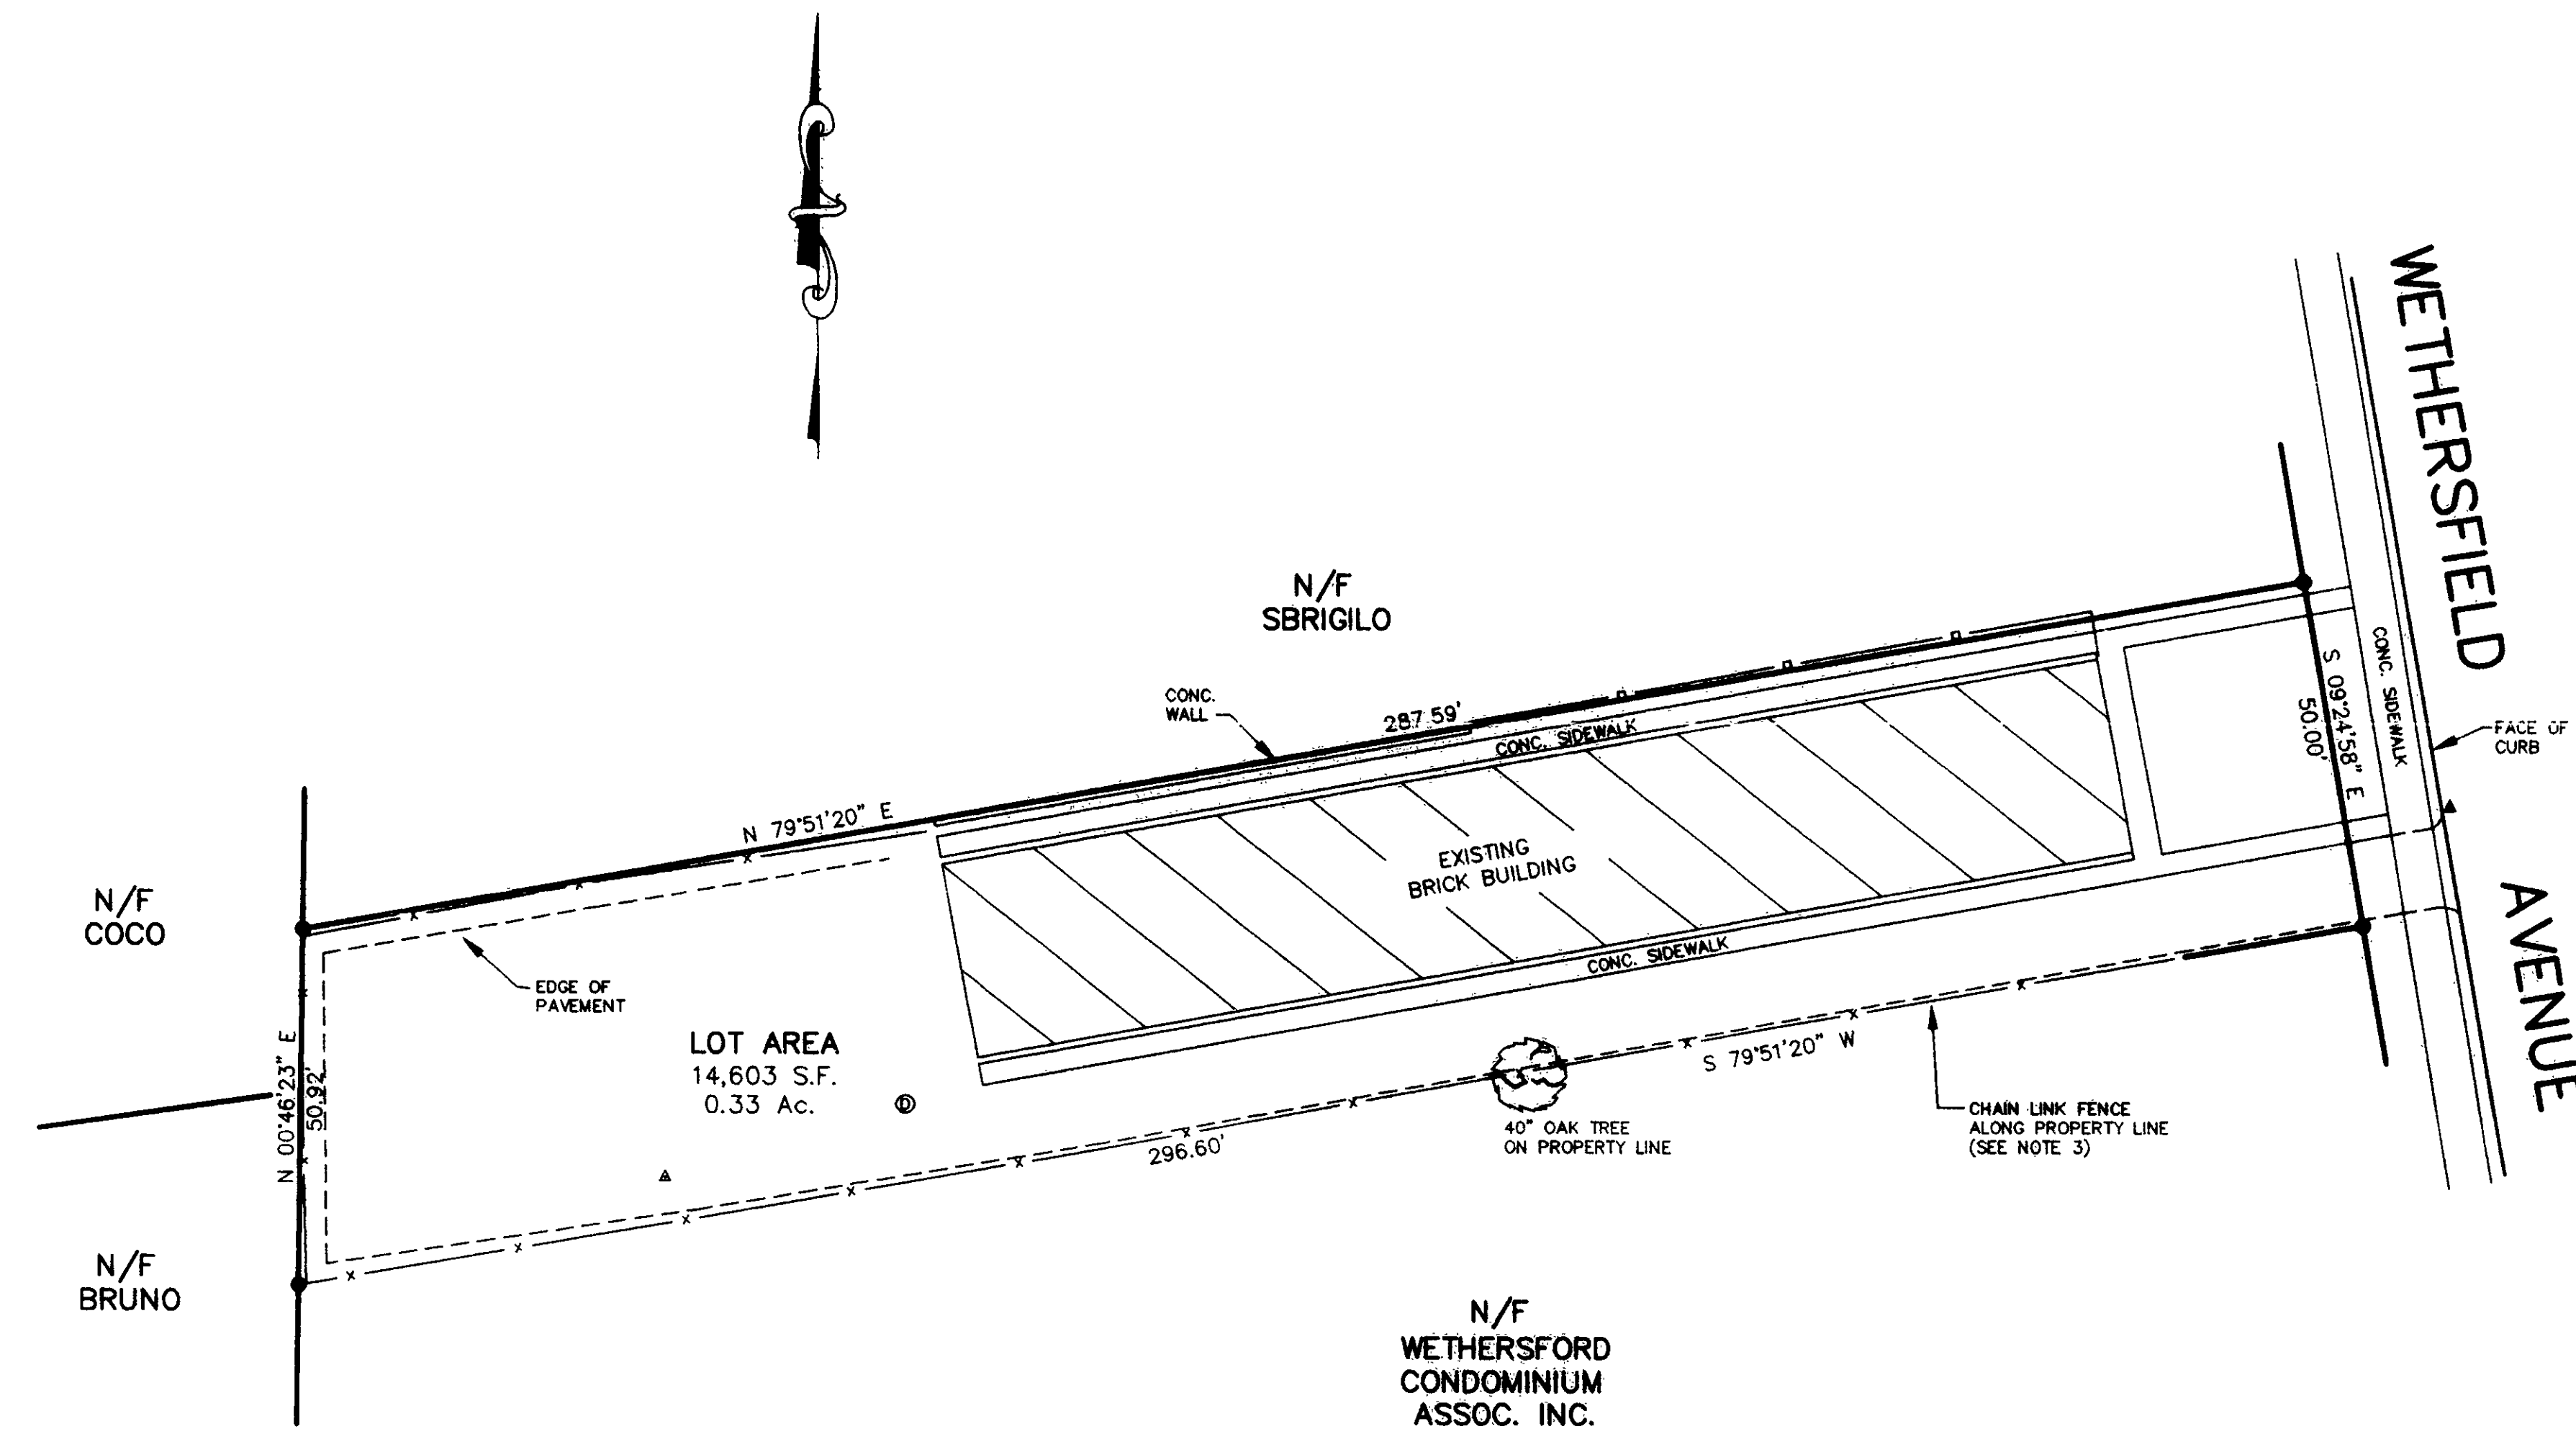 WETHERSFIELD
AVENUE
N/F
SBRIGILO
CONC.
WALL
287.59'
CONC. SIDEWALK
CONC. SIDEWALK
S 09°24'58" E
50.00'
FACE OF
CURB
N 79°51'20" E
EXISTING
BRICK BUILDING
N/F
COCO
CONC. SIDEWALK
EDGE OF
PAVEMENT
LOT AREA
14,603 S.F.
0.33 Ac.
N 00°46'23" E
50.92'
S 79°51'20" W
CHAIN LINK FENCE
ALONG PROPERTY LINE
(SEE NOTE 3)
40" OAK TREE
ON PROPERTY LINE
296.60'
N/F
BRUNO
N/F
WETHERSFORD
CONDOMINIUM
ASSOC. INC.